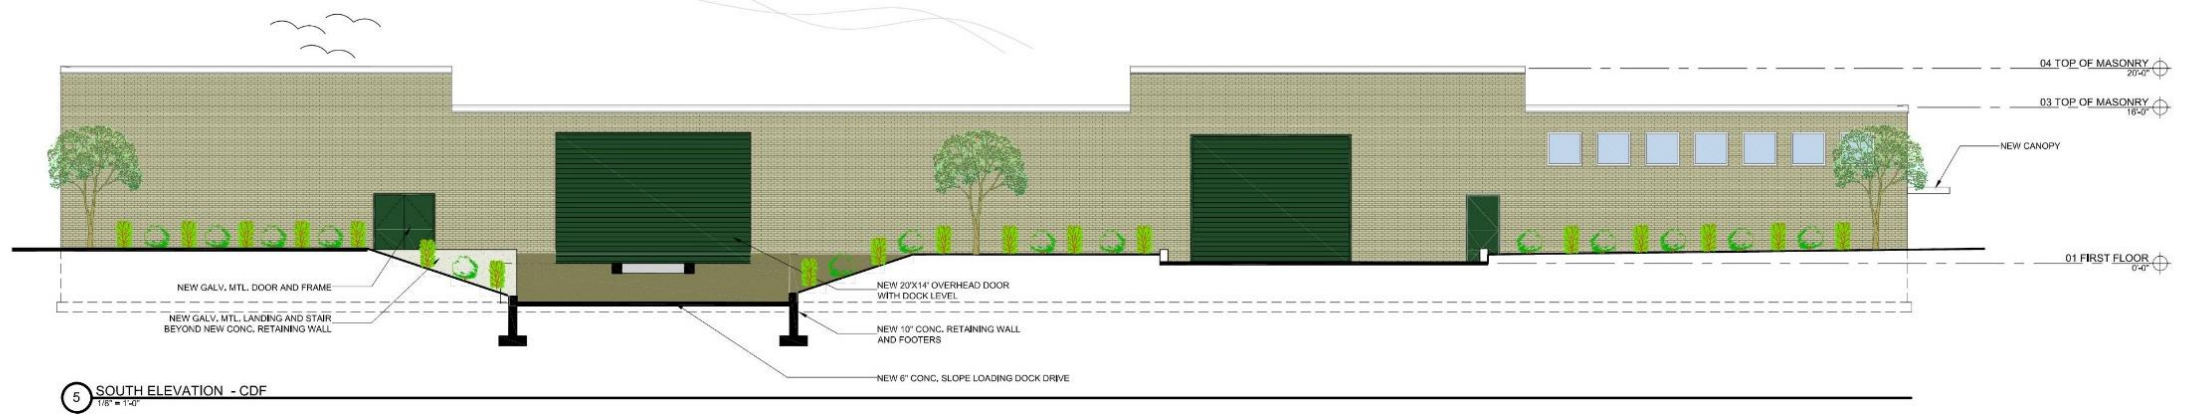 04 TOP OF MASONRY
20'-0"
03 TOP OF MASONRY
16'-0"
NEW CANOPY
01 FIRST FLOOR
0'-0"
NEW GALV. MTL. DOOR AND FRAME
NEW GALV. MTL. LANDING AND STAIR
BEYOND NEW CONC. RETAINING WALL
NEW 20'X14' OVERHEAD DOOR
WITH DOCK LEVEL
NEW 10" CONC. RETAINING WALL
AND FOOTERS
NEW 6" CONC. SLOPE LOADING DOCK DRIVE
5
SOUTH ELEVATION - CDF
1/8" = 1'-0"